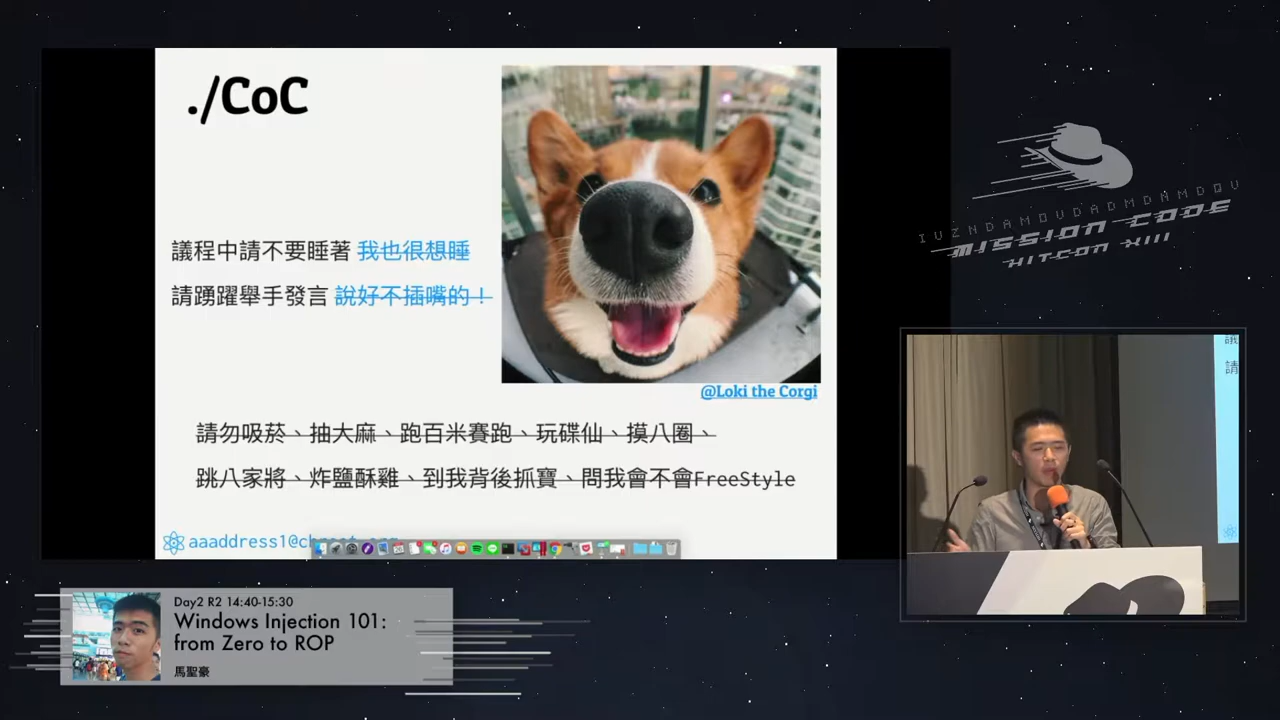 ./CoC
議程中請不要睡著 我也很想睡
請踴躍舉手發言 說好不插嘴的！
@Loki the Corgi
請勿吸菸、抽大麻、跑百米賽跑、玩碟仙、摸八圈、
跳八家將、炸鹽酥雞、到我背後抓寶、問我會不會FreeStyle
IVZNDAMOVDADMDNMDQV
MISSION CODE
HITCON XIII
請
Day2 R2 14:40-15:30
Windows Injection 101:
from Zero to ROP
馬聖豪